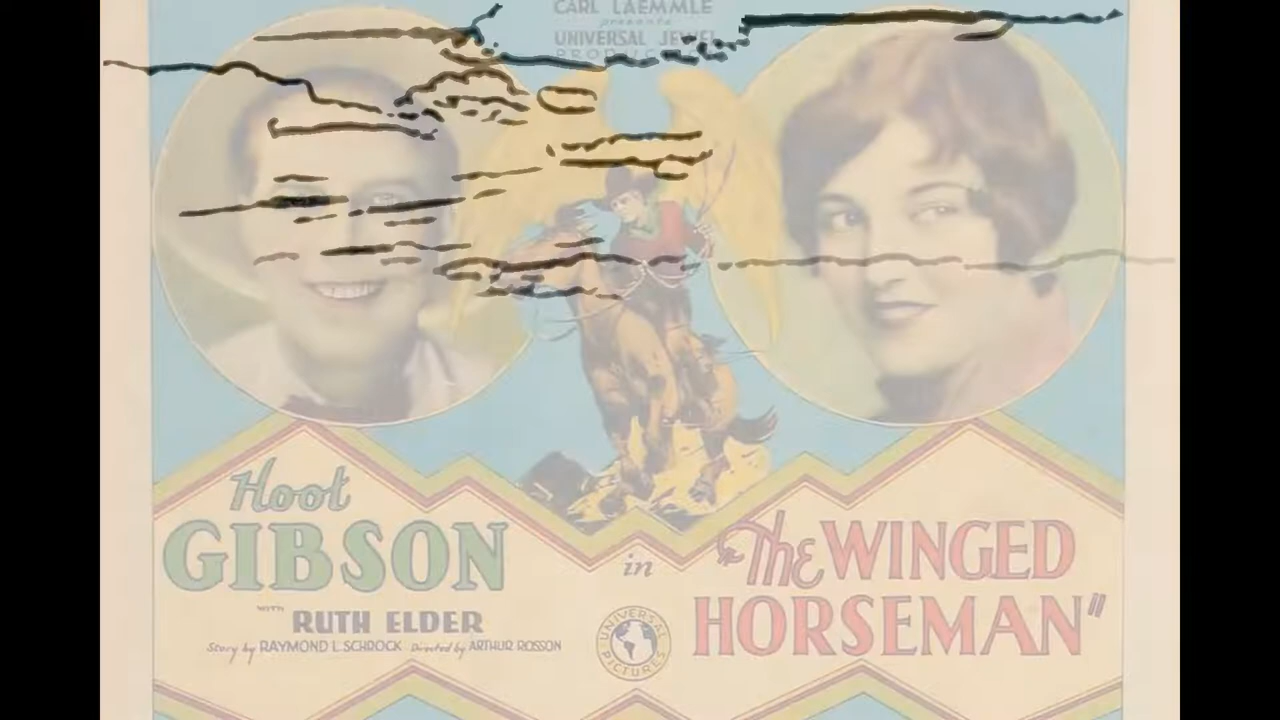 CARL LAEMMLE
presents
UNIVERSAL JEWEL
Hoot
GIBSON
WITH
RUTH ELDER
Story by RAYMOND L. SCHROCK Directed by ARTHUR ROSSON
in
UNIVERSAL
PICTURES
"The WINGED
HORSEMAN"